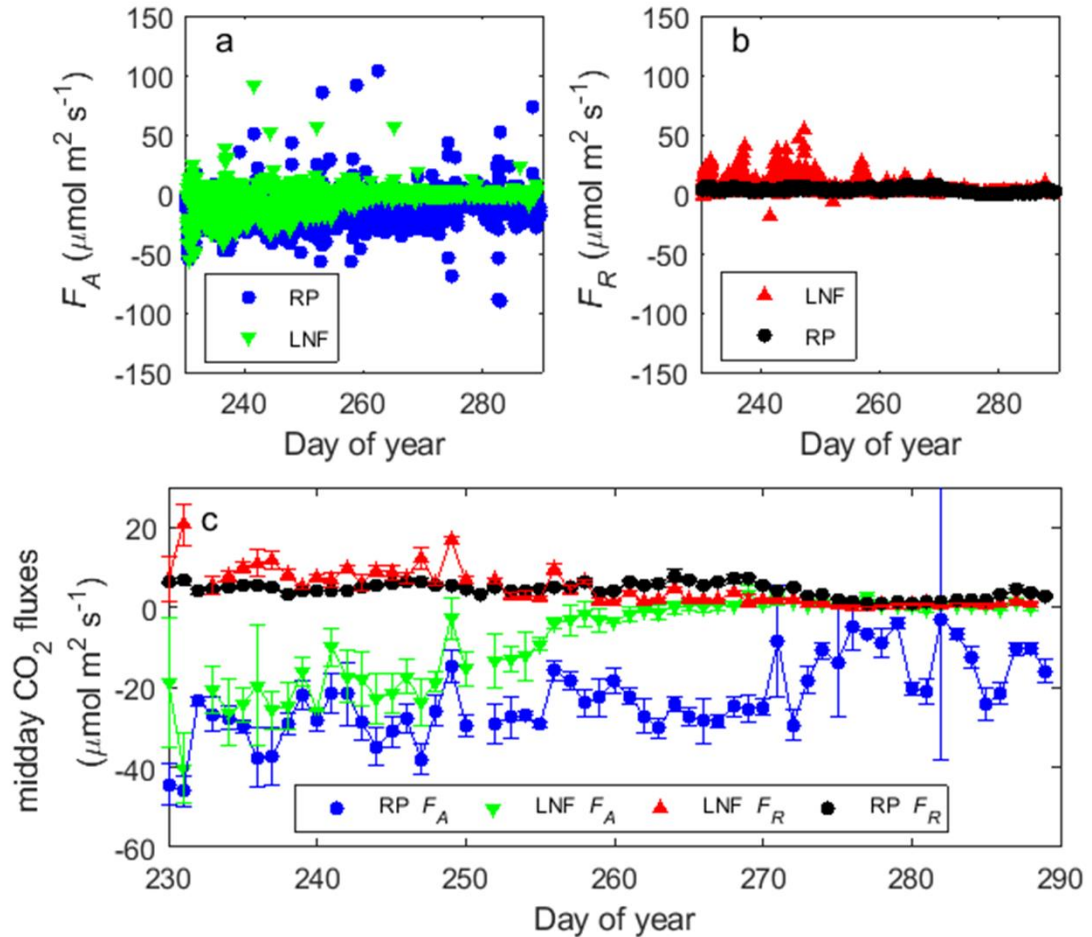 a
150
100
50
0
-50
-100
-150
F_A (μmol m² s⁻¹)
RP
LNF
240 260 280
Day of year
b
150
100
50
0
-50
-100
-150
F_R (μmol m² s⁻¹)
LNF
RP
240 260 280
Day of year
c
20
0
-20
-40
-60
midday CO₂ fluxes
(μmol m² s⁻¹)
RP F_A LNF F_A LNF F_R RP F_R
230 240 250 260 270 280 290
Day of year